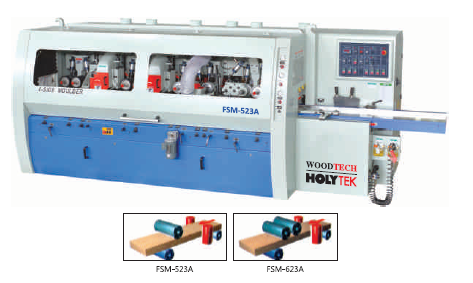 4-SIDE MOULDER
FSM-523A
WOODTECH
HOLYTEK
FSM-523A
FSM-623A